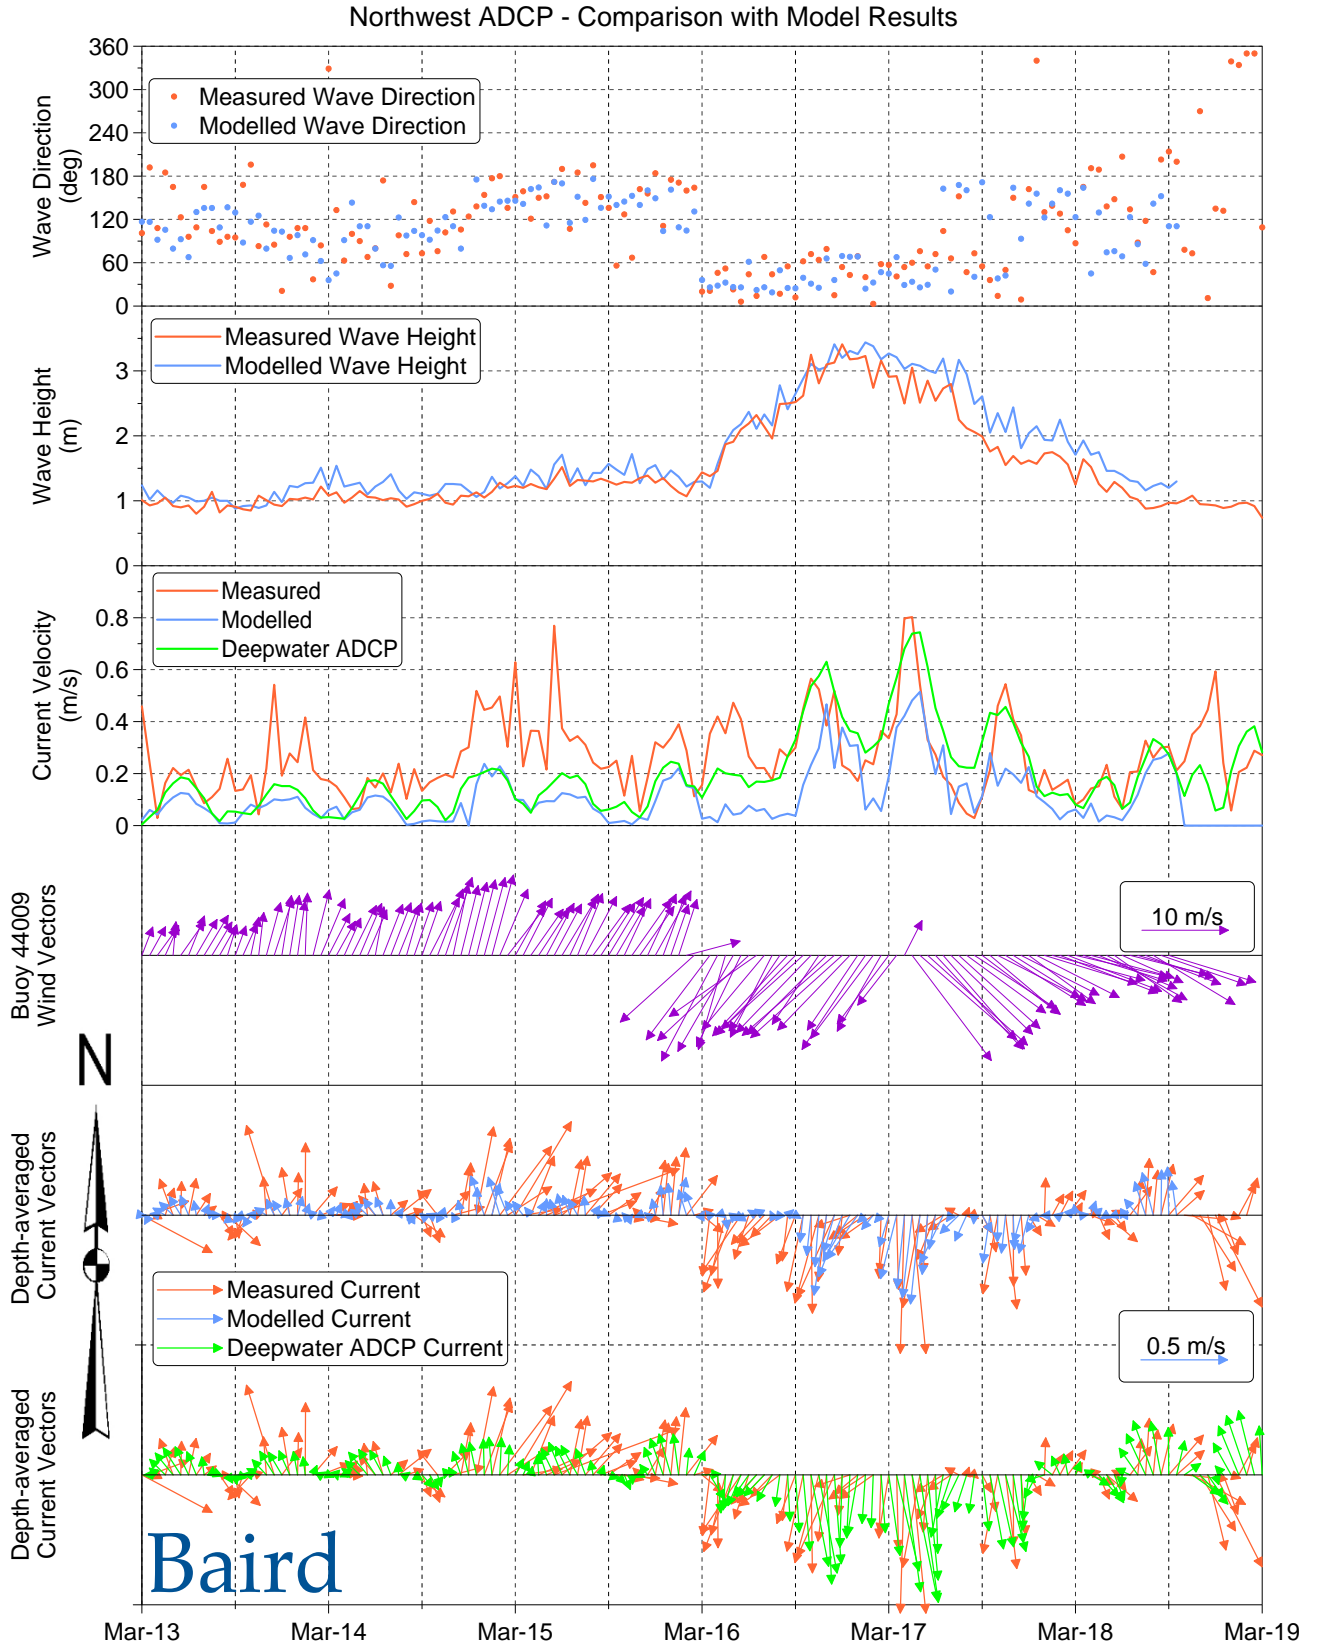 Northwest ADCP - Comparison with Model Results
360
300
240
180
120
60
0
Wave Direction
(deg)
Measured Wave Direction
Modelled Wave Direction
3
2
1
0
Wave Height
(m)
Measured Wave Height
Modelled Wave Height
0.8
0.6
0.4
0.2
0
Current Velocity
(m/s)
Measured
Modelled
Deepwater ADCP
Buoy 44009
Wind Vectors
10 m/s
N
Depth-averaged
Current Vectors
Measured Current
Modelled Current
Deepwater ADCP Current
0.5 m/s
Depth-averaged
Current Vectors
Baird
Mar-13 Mar-14 Mar-15 Mar-16 Mar-17 Mar-18 Mar-19